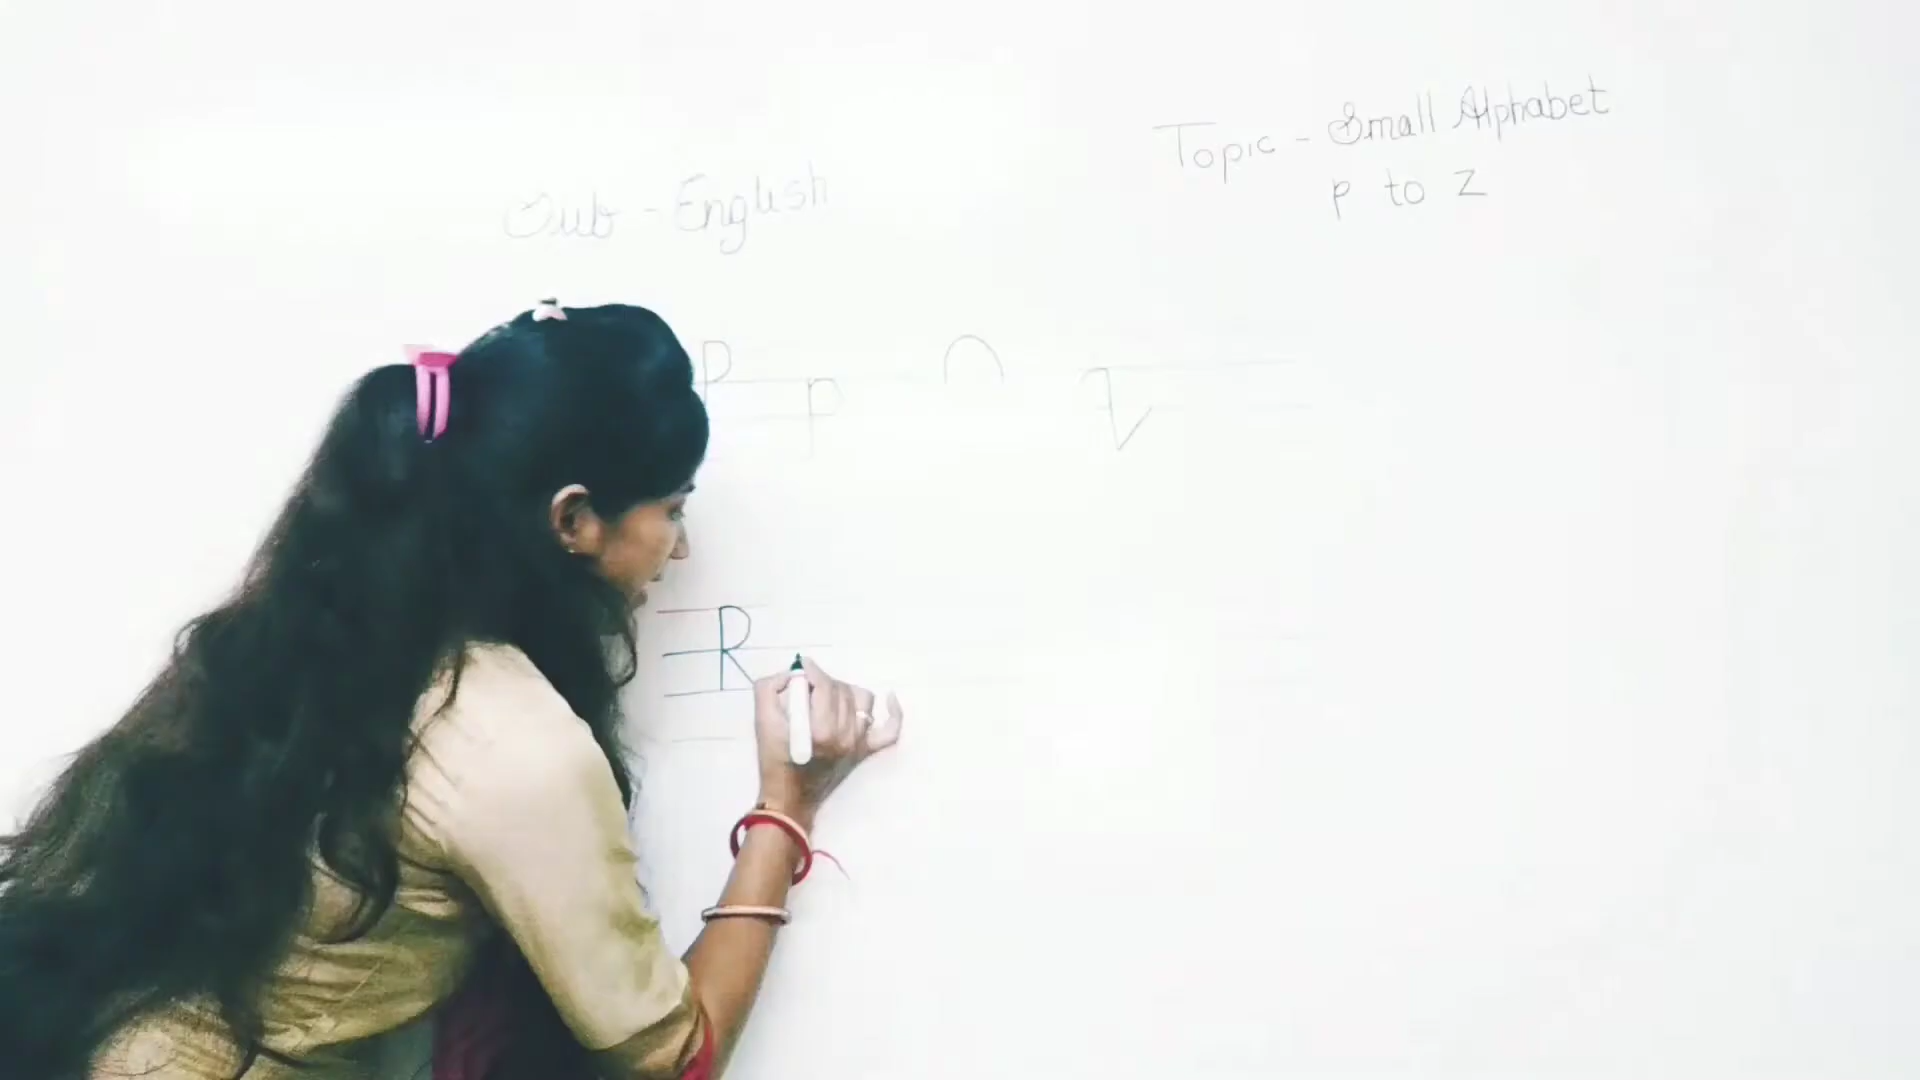 Topic - Small Alphabet
p to z
Sub - English
P p
R